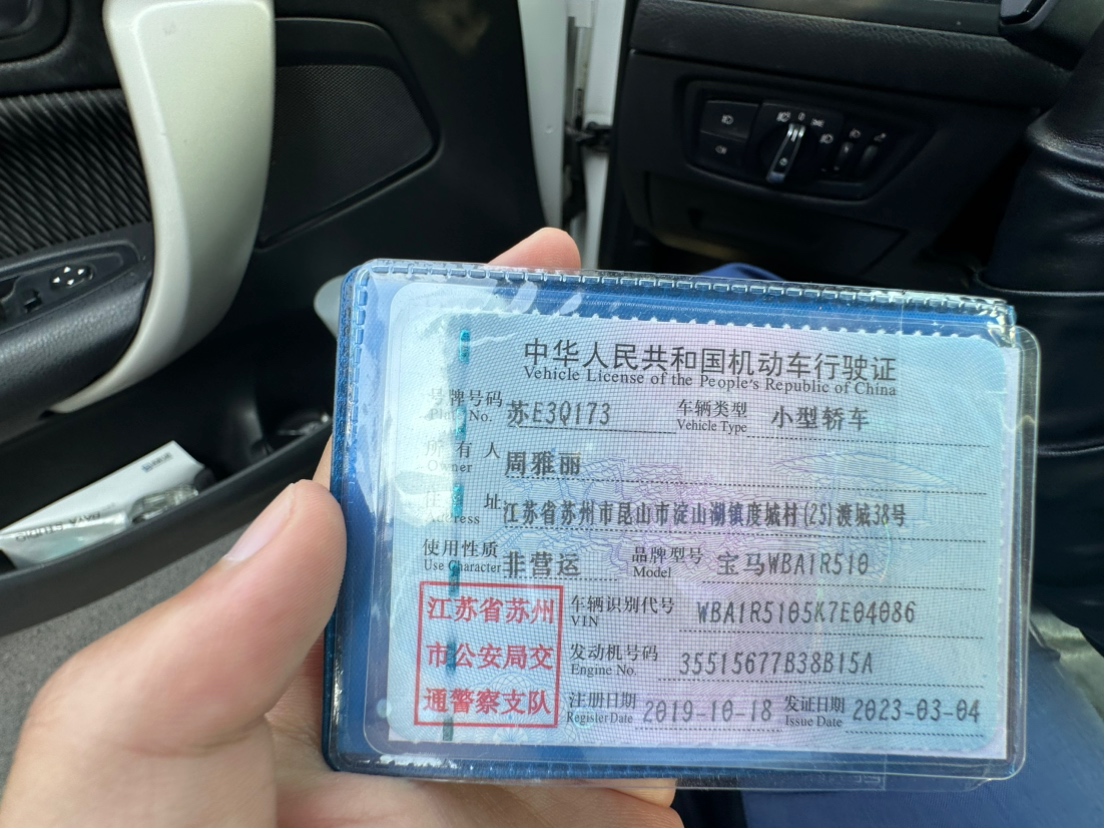 中华人民共和国机动车行驶证
Vehicle License of the People's Republic of China
号牌号码 苏E3Q173 车辆类型 小型轿车
Plate No. Vehicle Type
所有人 周雅丽
Owner
住址 江苏省苏州市昆山市淀山湖镇度城村(25)渡城38号
Address
使用性质 非营运 品牌型号 宝马WBA1R510
Use Character Model
江苏省苏州 车辆识别代号 WBA1R5105K7E04086
VIN
市公安局交 发动机号码 35515677B38B15A
Engine No.
通警察支队 注册日期 2019-10-18 发证日期 2023-03-04
Register Date Issue Date